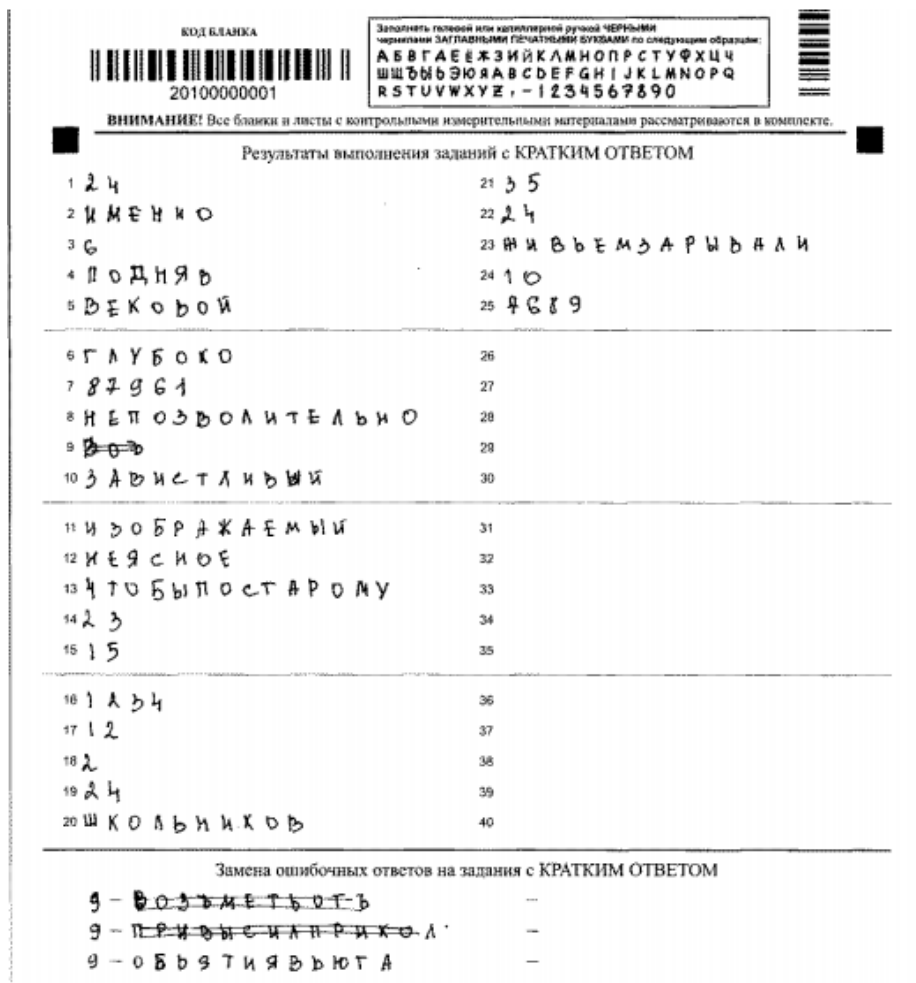 КОД БЛАНКА
20100000001
Заполнять гелевой или капиллярной ручкой ЧЕРНЫМИ
чернилами ЗАГЛАВНЫМИ ПЕЧАТНЫМИ БУКВАМИ по следующим образцам:
АБВГДЕЁЖЗИЙКЛМНОПРСТУФХЦЧ
ШЩЪЫЬЭЮЯABCDEFGHIJKLMNOPQ
RSTUVWXYZ,-1234567890
ВНИМАНИЕ! Все бланки и листы с контрольными измерительными материалами рассматриваются в комплекте.
Результаты выполнения заданий с КРАТКИМ ОТВЕТОМ
1 24
2 ИМЕННО
3 6
4 ПОДНЯВ
5 ВЕКОВОЙ
21 35
22 24
23 ЖИВЬЕМЗАРЫВАЛИ
24 10
25 4689
6 ГЛУБОКО
7 87961
8 НЕПОЗВОЛИТЕЛЬНО
9
10 ЗАВИСТЛИВЫЙ
26
27
28
29
30
11 ИЗОБРАЖАЕМЫЙ
12 НЕЯСНОЕ
13 ЧТОБЫПОСТАРОМУ
14 23
15 15
31
32
33
34
35
16 1234
17 12
18 2
19 24
20 ШКОЛЬНИКОВ
36
37
38
39
40
Замена ошибочных ответов на задания с КРАТКИМ ОТВЕТОМ
9 -
9 -
9 - ОБЬЯТИЯВЬЮГА